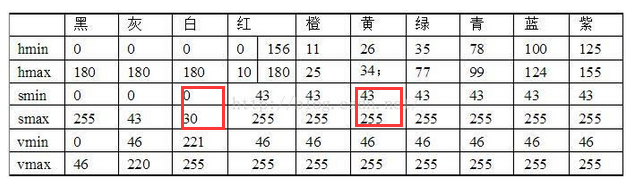 黑 灰 白 红 橙 黄 绿 青 蓝 紫
hmin 0 0 0 0 156 11 26 35 78 100 125
hmax 180 180 180 10 180 25 34; 77 99 124 155
smin 0 0 0 43 43 43 43 43 43 43
smax 255 43 30 255 255 255 255 255 255 255
vmin 0 46 221 46 46 46 46 46 46 46
vmax 46 220 255 255 255 255 255 255 255 255